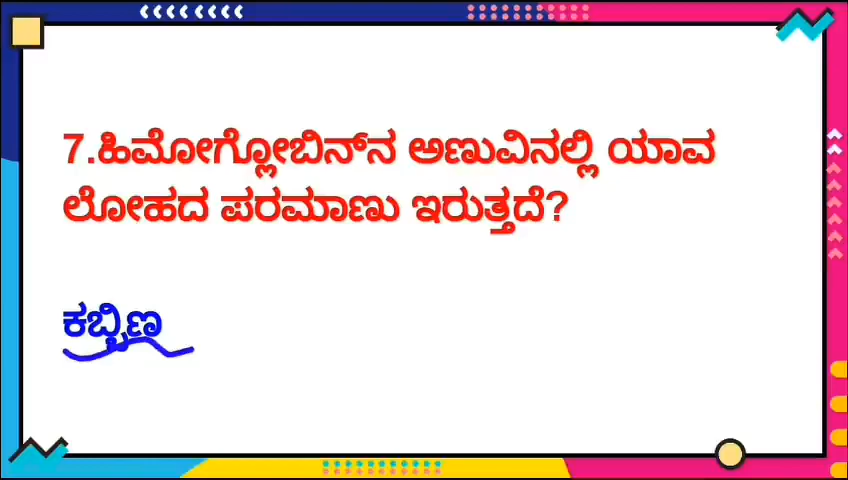 7.ಹಿಮೋಗ್ಲೋಬಿನ್‌ನ ಅಣುವಿನಲ್ಲಿ ಯಾವ
ಲೋಹದ ಪರಮಾಣು ಇರುತ್ತದೆ?
ಕಬ್ಬಿಣ